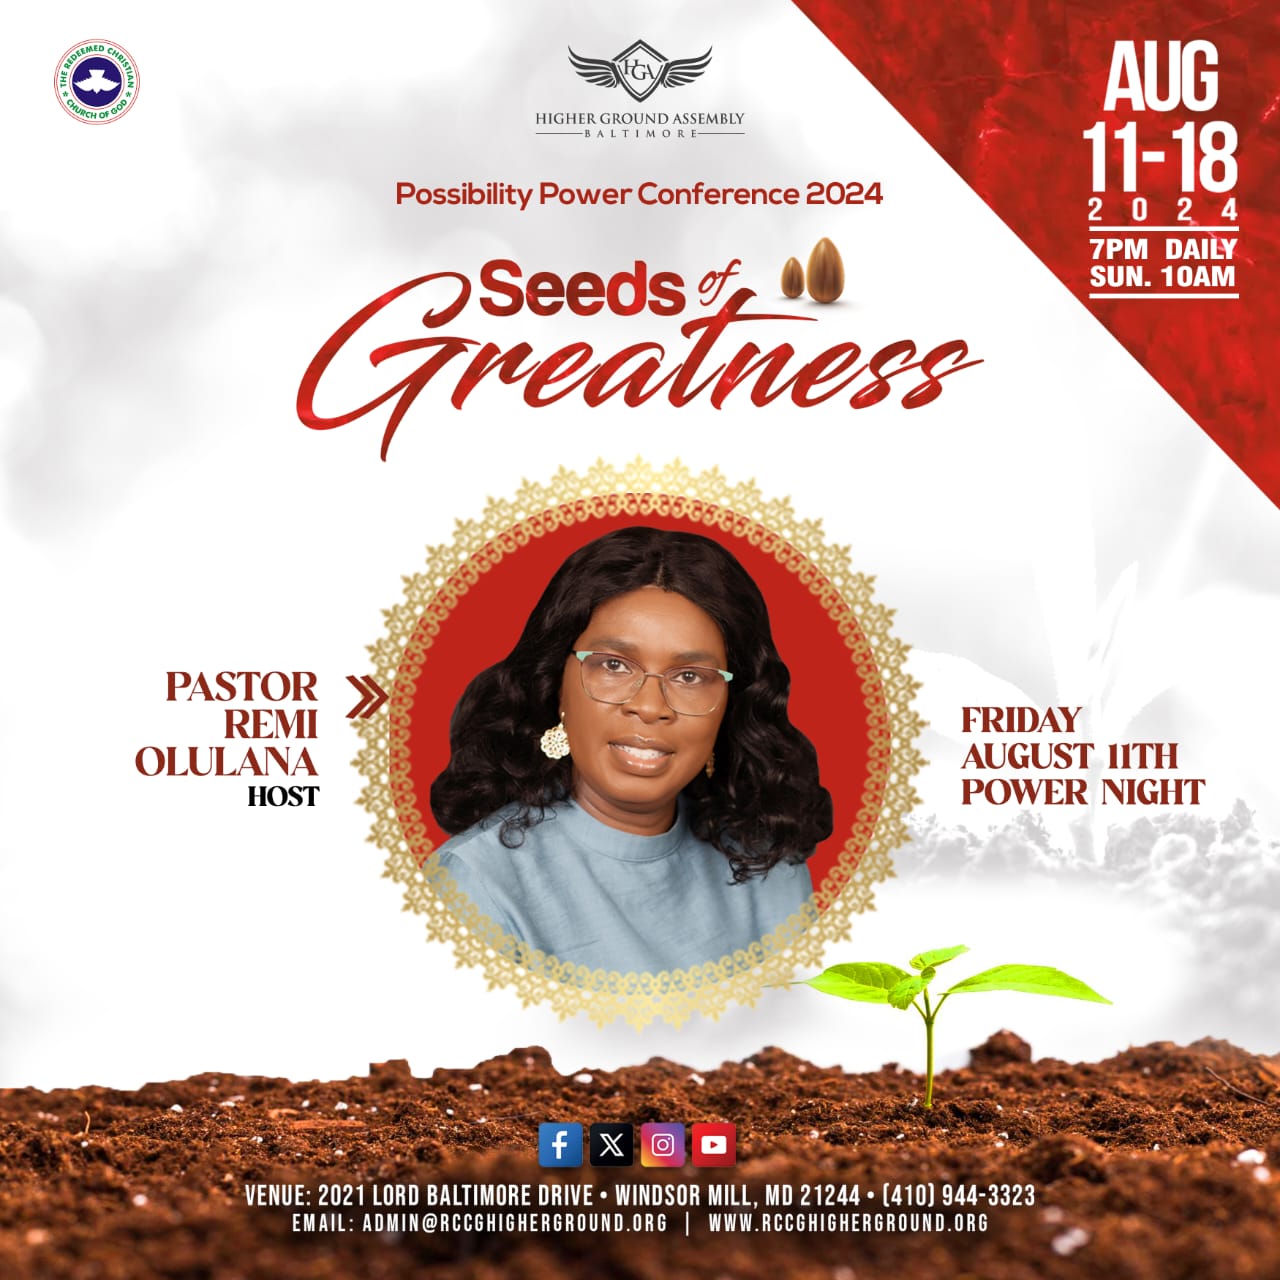 THE REDEEMED CHRISTIAN
CHURCH OF GOD
HGA
HIGHER GROUND ASSEMBLY
BALTIMORE
AUG
11-18
2024
7PM DAILY
SUN. 10AM
Possibility Power Conference 2024
Seeds of
Greatness
PASTOR
REMI
OLULANA
HOST
FRIDAY
AUGUST 11TH
POWER NIGHT
VENUE: 2021 LORD BALTIMORE DRIVE • WINDSOR MILL, MD 21244 • (410) 944-3323
EMAIL: ADMIN@RCCGHIGHERGROUND.ORG | WWW.RCCGHIGHERGROUND.ORG